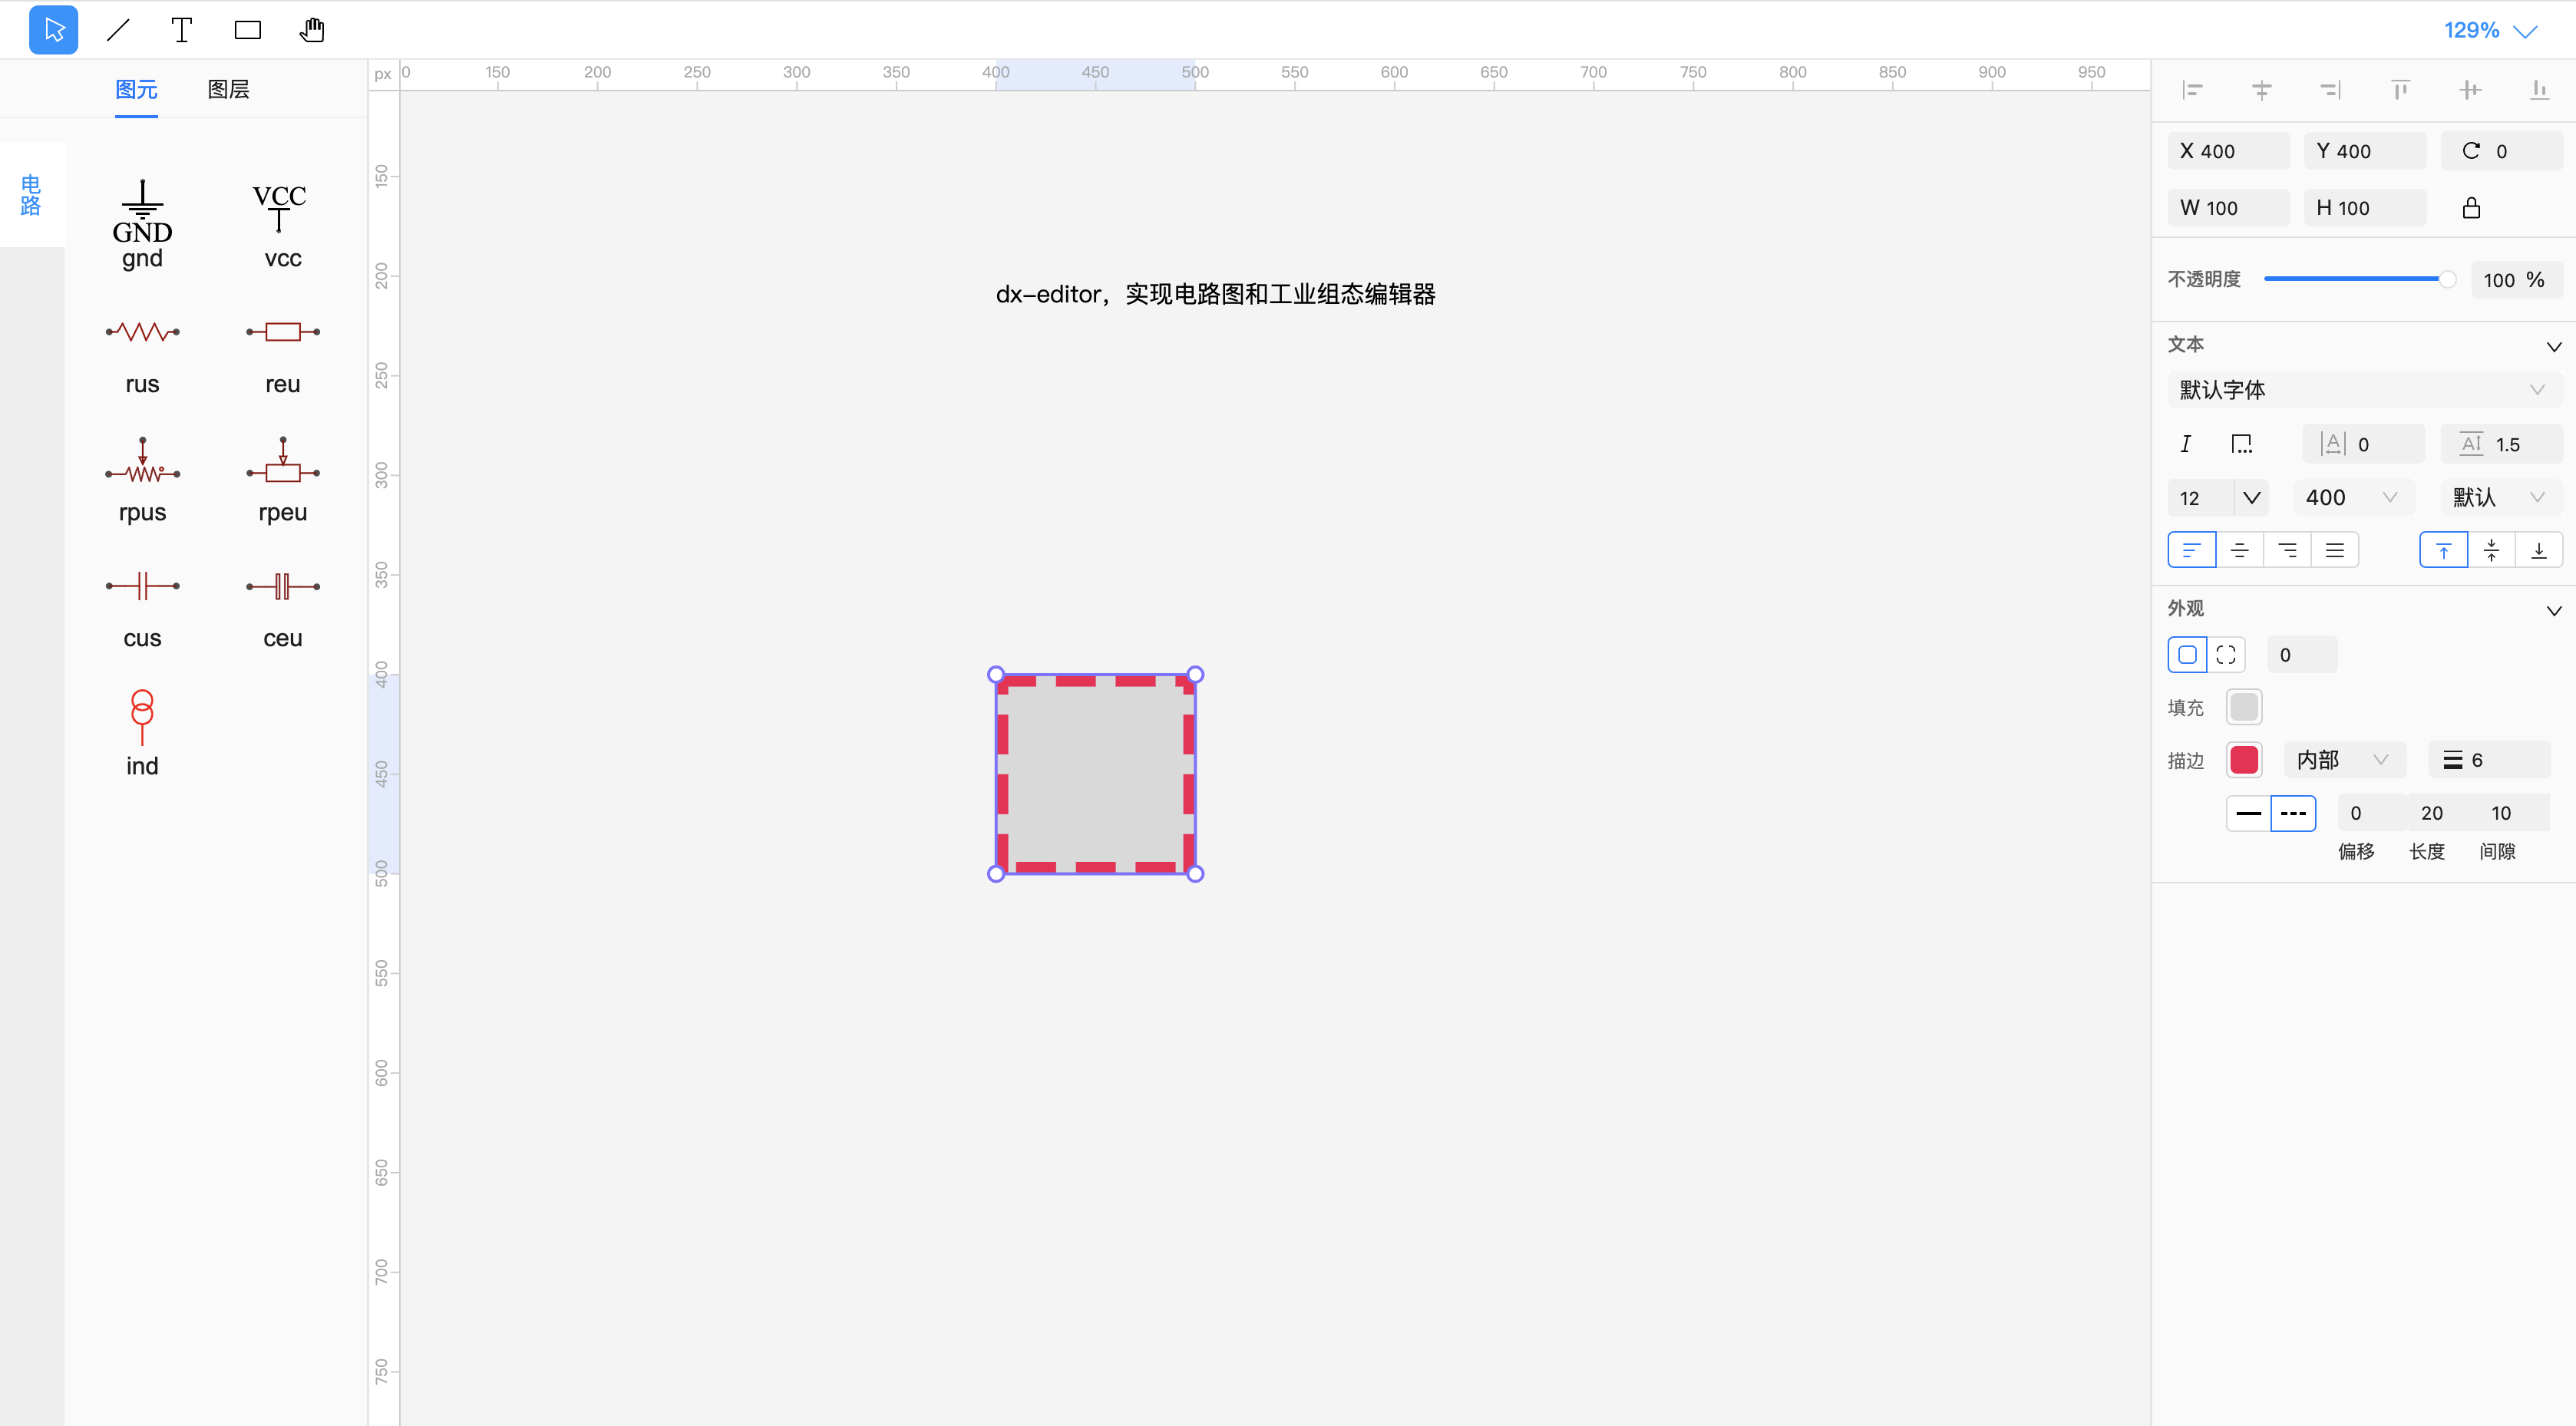 129%
图元 图层
px 0 150 200 250 300 350 400 450 500 550 600 650 700 750 800 850 900 950
电路
GND VCC
gnd vcc
rus reu
rpus rpeu
cus ceu
ind
150
200
250
300
350
400
450
500
550
600
650
700
750
dx-editor，实现电路图和工业组态编辑器
X 400 Y 400 0
W 100 H 100
不透明度 100 %
文本
默认字体
I A 0 A 1.5
12 400 默认
外观
0
填充
描边 内部 6
0 20 10
偏移 长度 间隙